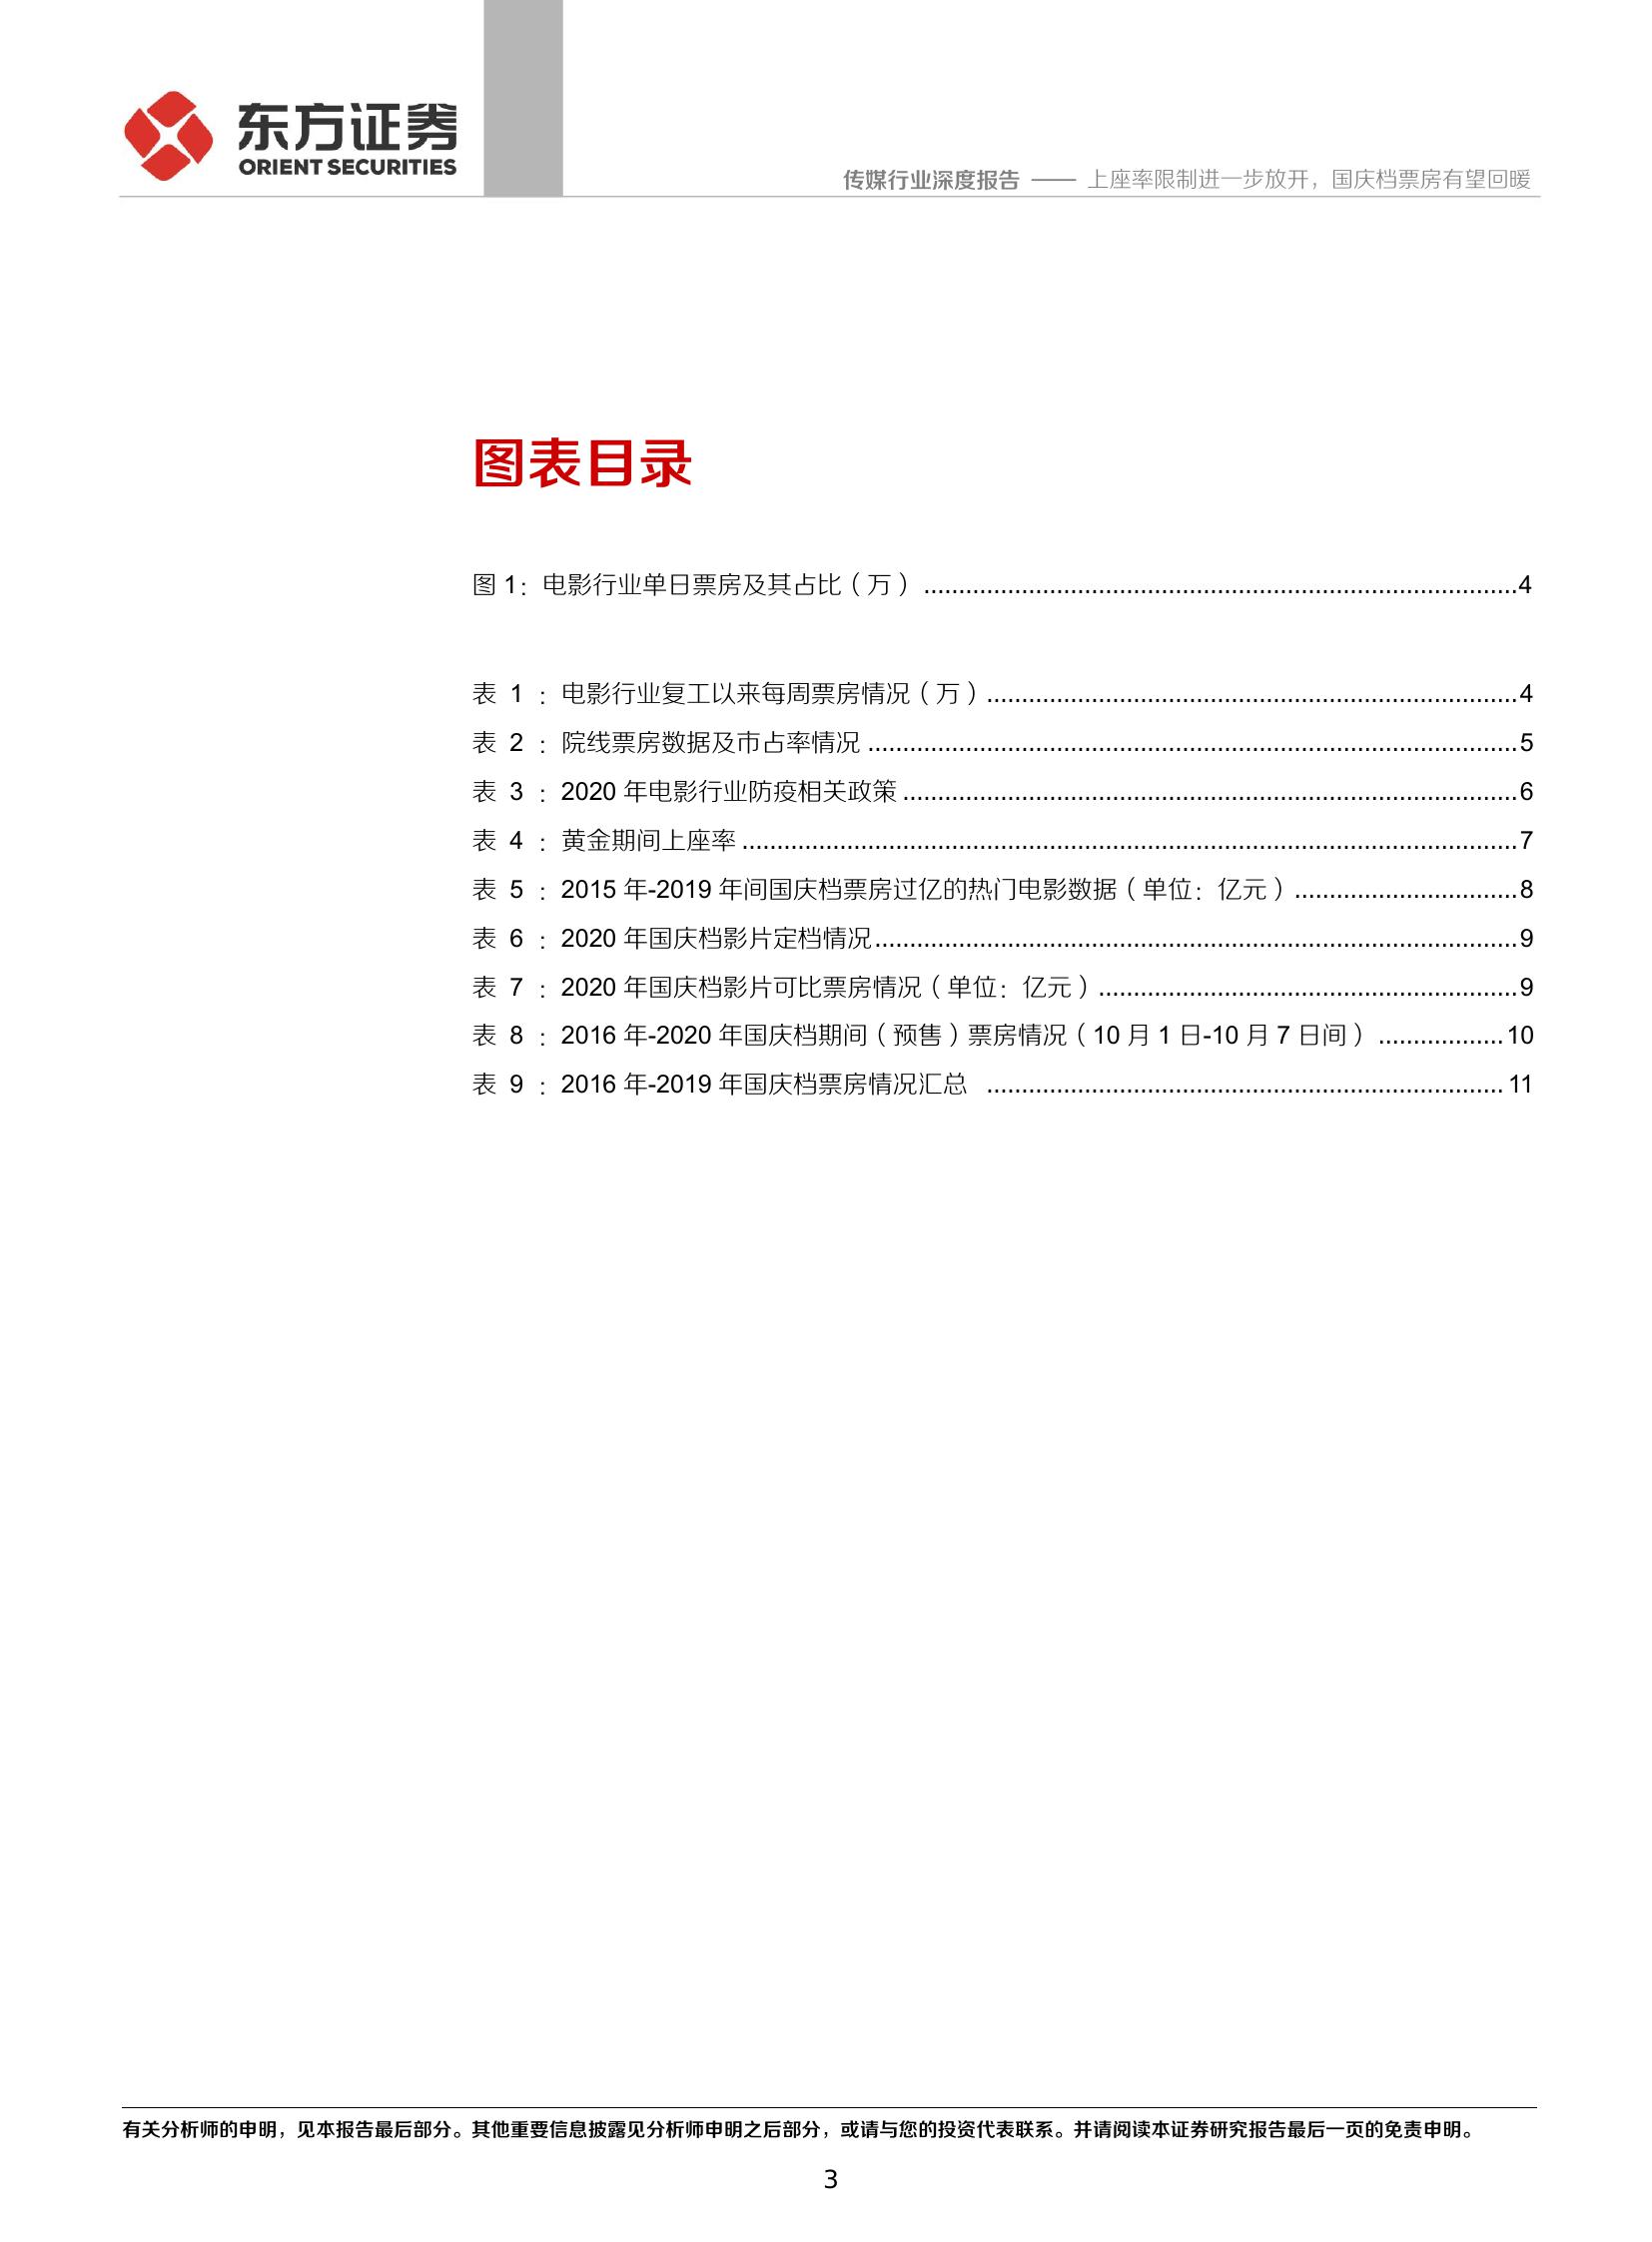 东方证券
ORIENT SECURITIES
传媒行业深度报告 —— 上座率限制进一步放开，国庆档票房有望回暖
图表目录
图 1：电影行业单日票房及其占比（万）....................................................................................4
表 1 ：电影行业复工以来每周票房情况（万）...........................................................................4
表 2 ：院线票房数据及市占率情况............................................................................................5
表 3 ：2020 年电影行业防疫相关政策.......................................................................................6
表 4 ：黄金期间上座率..............................................................................................................7
表 5 ：2015 年-2019 年间国庆档票房过亿的热门电影数据（单位：亿元）................................8
表 6 ：2020 年国庆档影片定档情况...........................................................................................9
表 7 ：2020 年国庆档影片可比票房情况（单位：亿元）...........................................................9
表 8 ：2016 年-2020 年国庆档期间（预售）票房情况（10 月 1 日-10 月 7 日间）..................10
表 9 ：2016 年-2019 年国庆档票房情况汇总 ..........................................................................11
有关分析师的申明，见本报告最后部分。其他重要信息披露见分析师申明之后部分，或请与您的投资代表联系。并请阅读本证券研究报告最后一页的免责申明。
3